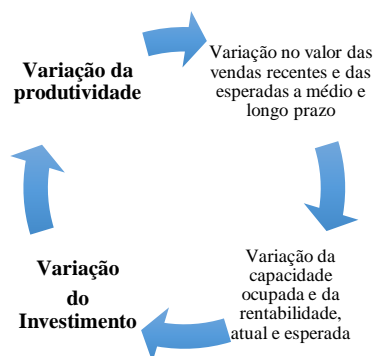 Variação da
produtividade
Variação no valor das
vendas recentes e das
esperadas a médio e
longo prazo
Variação da
capacidade
ocupada e da
rentabilidade,
atual e esperada
Variação
do
Investimento